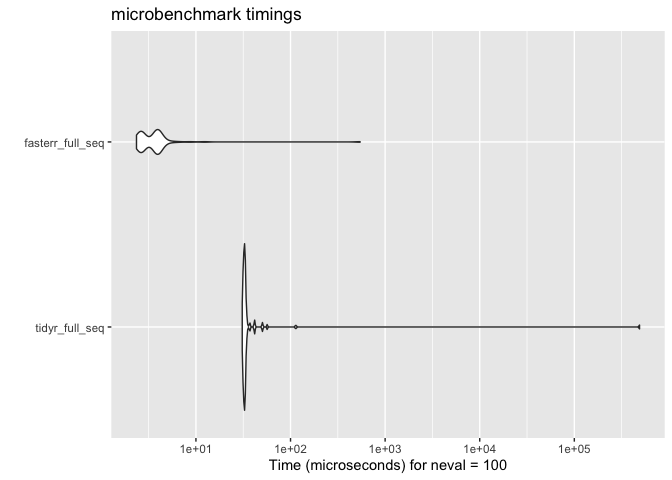 microbenchmark timings
fasterr_full_seq
tidyr_full_seq
1e+01 1e+02 1e+03 1e+04 1e+05
Time (microseconds) for neval = 100